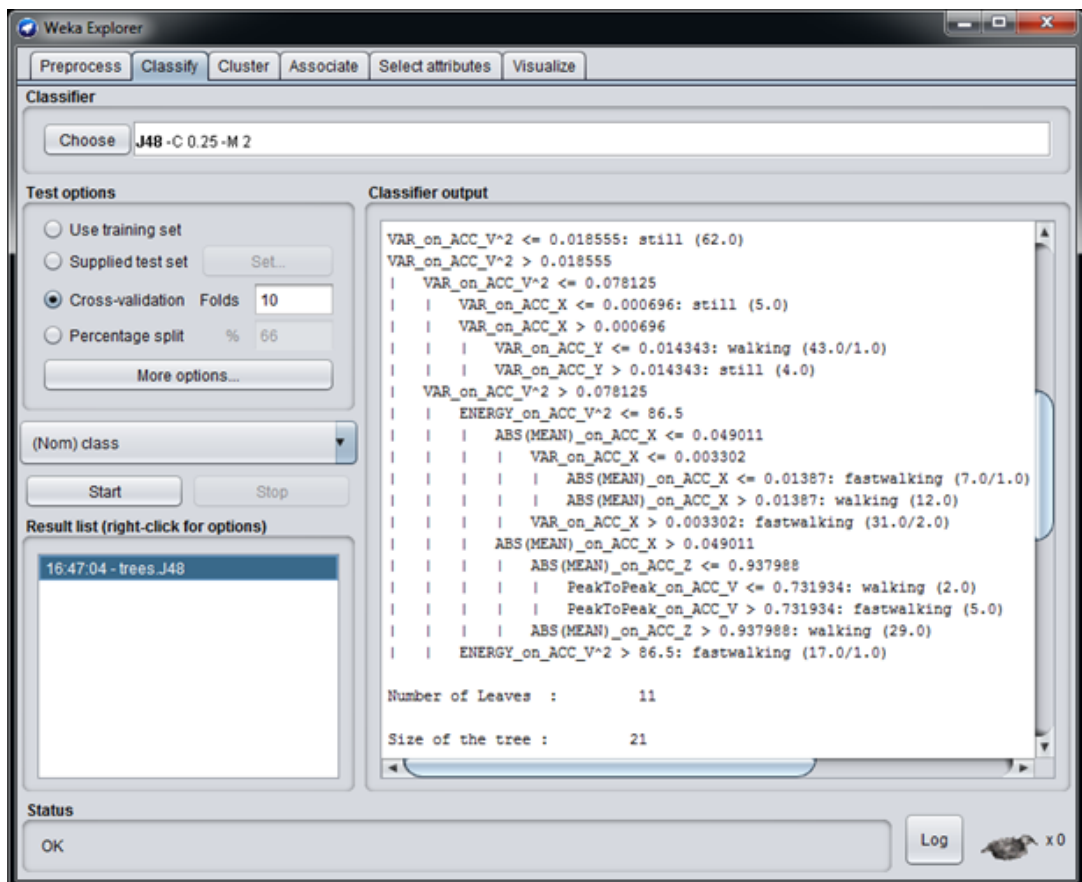 Weka Explorer
Preprocess Classify Cluster Associate Select attributes Visualize
Classifier
Choose J48 -C 0.25 -M 2
Test options
Use training set
Supplied test set Set...
Cross-validation Folds 10
Percentage split % 66
More options...
(Nom) class
Start Stop
Result list (right-click for options)
16:47:04 - trees.J48
Classifier output
VAR_on_ACC_V^2 <= 0.018555: still (62.0)
VAR_on_ACC_V^2 > 0.018555
| VAR_on_ACC_V^2 <= 0.078125
| | VAR_on_ACC_X <= 0.000696: still (5.0)
| | VAR_on_ACC_X > 0.000696
| | | VAR_on_ACC_Y <= 0.014343: walking (43.0/1.0)
| | | VAR_on_ACC_Y > 0.014343: still (4.0)
| VAR_on_ACC_V^2 > 0.078125
| | ENERGY_on_ACC_V^2 <= 86.5
| | | ABS(MEAN)_on_ACC_X <= 0.049011
| | | | VAR_on_ACC_X <= 0.003302
| | | | | ABS(MEAN)_on_ACC_X <= 0.01387: fastwalking (7.0/1.0)
| | | | | ABS(MEAN)_on_ACC_X > 0.01387: walking (12.0)
| | | | VAR_on_ACC_X > 0.003302: fastwalking (31.0/2.0)
| | | ABS(MEAN)_on_ACC_X > 0.049011
| | | | ABS(MEAN)_on_ACC_Z <= 0.937988
| | | | | PeakToPeak_on_ACC_V <= 0.731934: walking (2.0)
| | | | | PeakToPeak_on_ACC_V > 0.731934: fastwalking (5.0)
| | | | ABS(MEAN)_on_ACC_Z > 0.937988: walking (29.0)
| | ENERGY_on_ACC_V^2 > 86.5: fastwalking (17.0/1.0)
Number of Leaves : 11
Size of the tree : 21
Status
OK
Log x 0